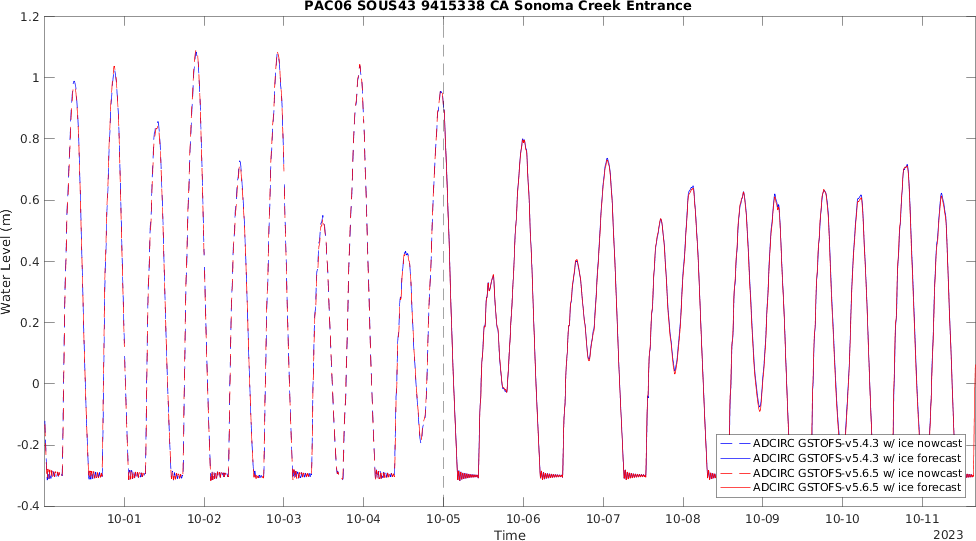 PAC06 SOUS43 9415338 CA Sonoma Creek Entrance
1.2
1
0.8
0.6
0.4
0.2
0
-0.2
-0.4
Water Level (m)
ADCIRC GSTOFS-v5.4.3 w/ ice nowcast
ADCIRC GSTOFS-v5.4.3 w/ ice forecast
ADCIRC GSTOFS-v5.6.5 w/ ice nowcast
ADCIRC GSTOFS-v5.6.5 w/ ice forecast
10-01 10-02 10-03 10-04 10-05 10-06 10-07 10-08 10-09 10-10 10-11
Time
2023